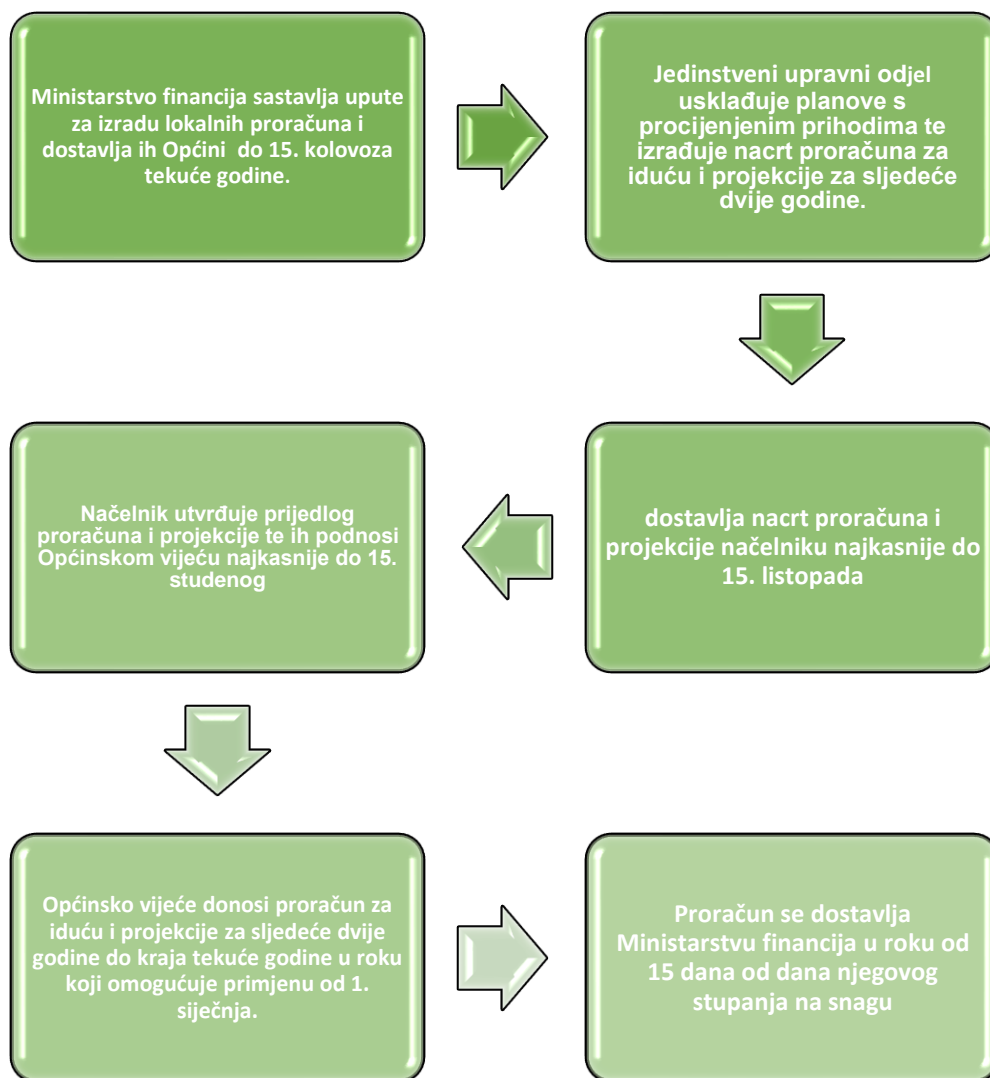 Ministarstvo financija sastavlja upute
za izradu lokalnih proračuna i
dostavlja ih Općini do 15. kolovoza
tekuće godine.
Jedinstveni upravni odjel
usklađuje planove s
procijenjenim prihodima te
izrađuje nacrt proračuna za
iduću i projekcije za sljedeće
dvije godine.
dostavlja nacrt proračuna i
projekcije načelniku najkasnije do
15. listopada
Načelnik utvrđuje prijedlog
proračuna i projekcije te ih podnosi
Općinskom vijeću najkasnije do 15.
studenog
Općinsko vijeće donosi proračun za
iduću i projekcije za sljedeće dvije
godine do kraja tekuće godine u roku
koji omogućuje primjenu od 1.
siječnja.
Proračun se dostavlja
Ministarstvu financija u roku od
15 dana od dana njegovog
stupanja na snagu